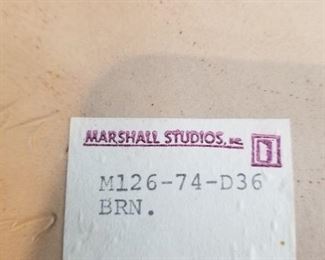 MARSHALL STUDIOS, INC.
M126-74-D36
BRN.